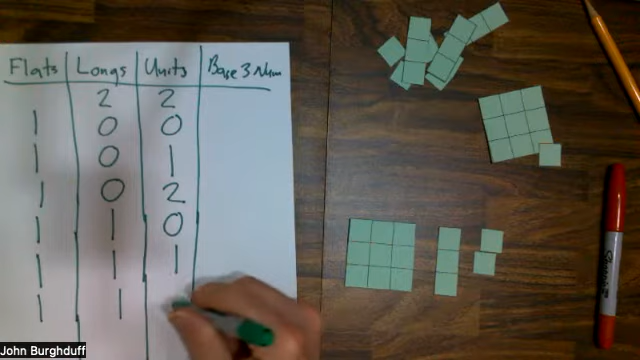 Flats Longs Units Base 3 Num
2 2
1 0 0
1 0 1
1 0 2
1 1 0
1 1 1
1 1
John Burghduff